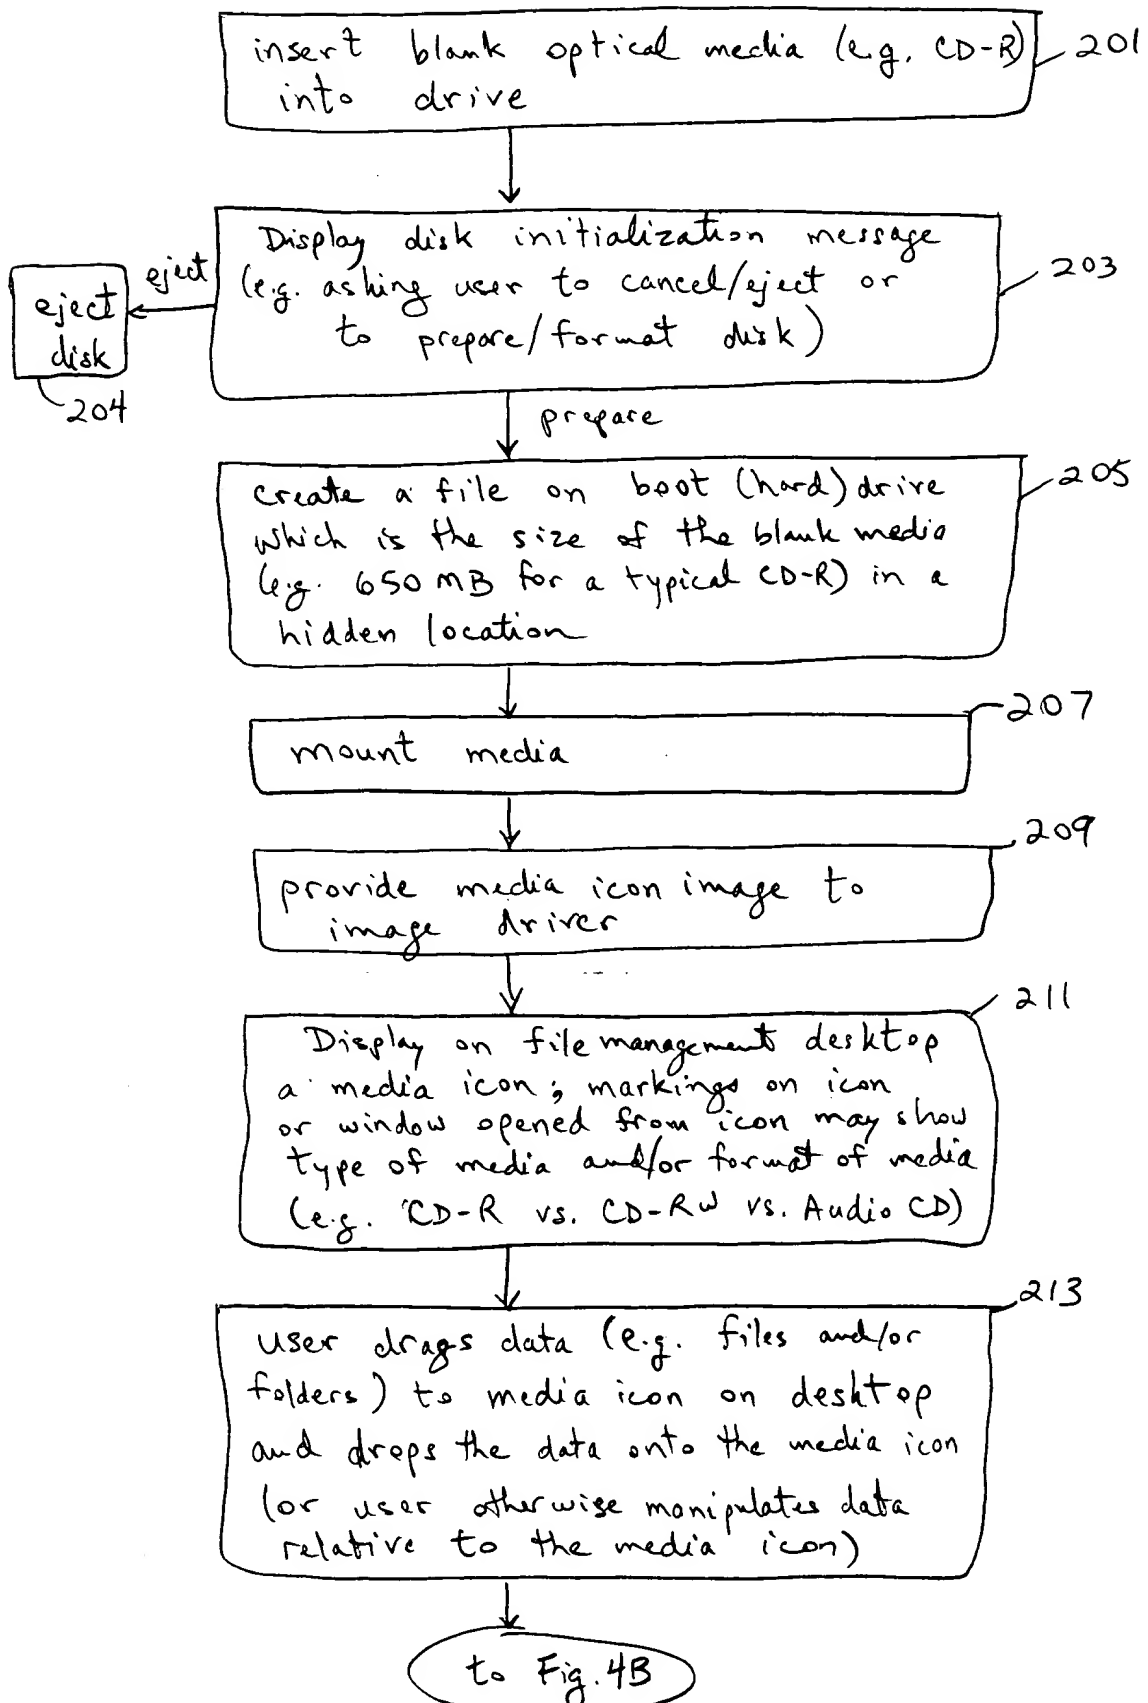 insert blank optical media (e.g. CD-R)
into drive
201
Display disk initialization message
(e.g. asking user to cancel/eject or
to prepare/format disk)
203
eject
eject
disk
204
prepare
create a file on boot (hard) drive
which is the size of the blank media
(e.g. 650 MB for a typical CD-R) in a
hidden location
205
mount media
207
provide media icon image to
image driver
209
Display on file management desktop
a media icon; markings on icon
or window opened from icon may show
type of media and/or format of media
(e.g. CD-R vs. CD-RW vs. Audio CD)
211
user drags data (e.g. files and/or
folders) to media icon on desktop
and drops the data onto the media icon
(or user otherwise manipulates data
relative to the media icon)
213
to Fig. 4B